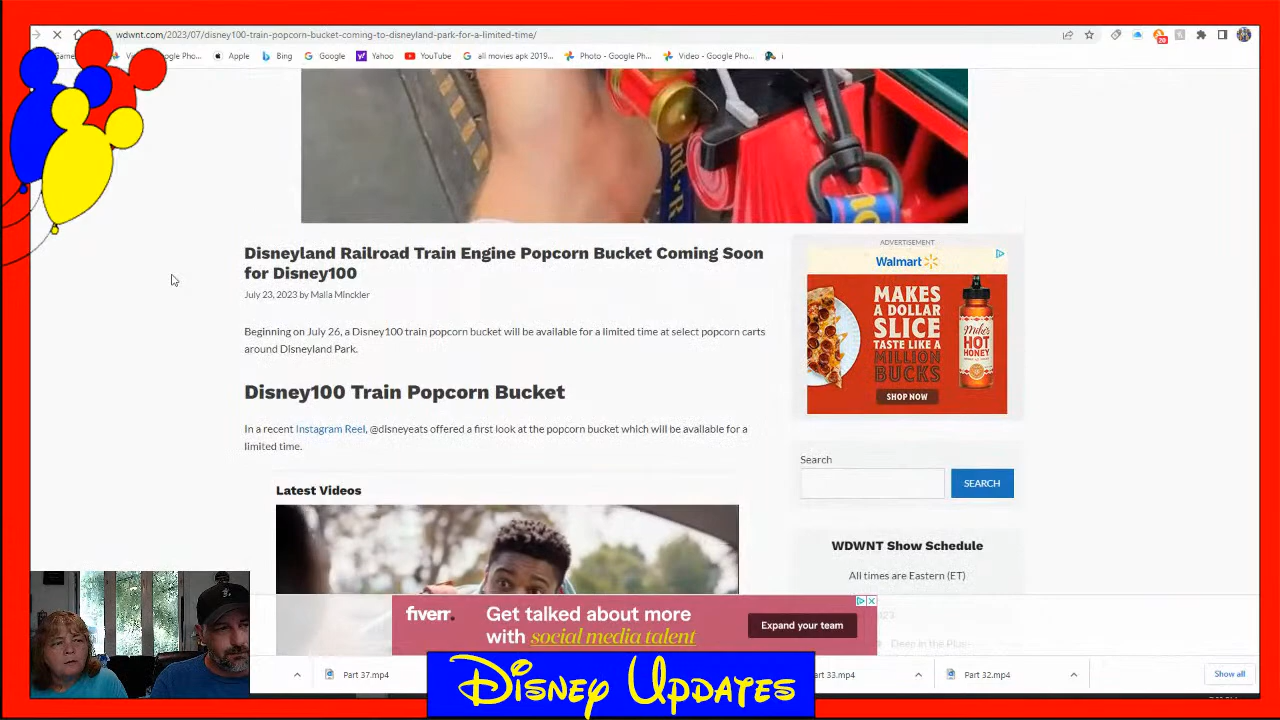 wdwnt.com/2023/07/disney100-train-popcorn-bucket-coming-to-disneyland-park-for-a-limited-time/
Apple Bing Google Yahoo YouTube all movies apk 2019... Photo - Google Pho... Video - Google Pho...
Disneyland Railroad Train Engine Popcorn Bucket Coming Soon
for Disney100
July 23, 2023 by Malia Minckler
Beginning on July 26, a Disney100 train popcorn bucket will be available for a limited time at select popcorn carts
around Disneyland Park.
Disney100 Train Popcorn Bucket
In a recent Instagram Reel, @disneyeats offered a first look at the popcorn bucket which will be available for a
limited time.
Latest Videos
ADVERTISEMENT
Walmart
MAKES
A DOLLAR
SLICE
TASTE LIKE A
MILLION
BUCKS
SHOP NOW
Mike's
HOT
HONEY
Search
SEARCH
WDWNT Show Schedule
All times are Eastern (ET)
Deep in the Plus
fiverr.
Get talked about more
with social media talent
Expand your team
Part 37.mp4
33.mp4
Part 32.mp4
Show all
Disney Updates